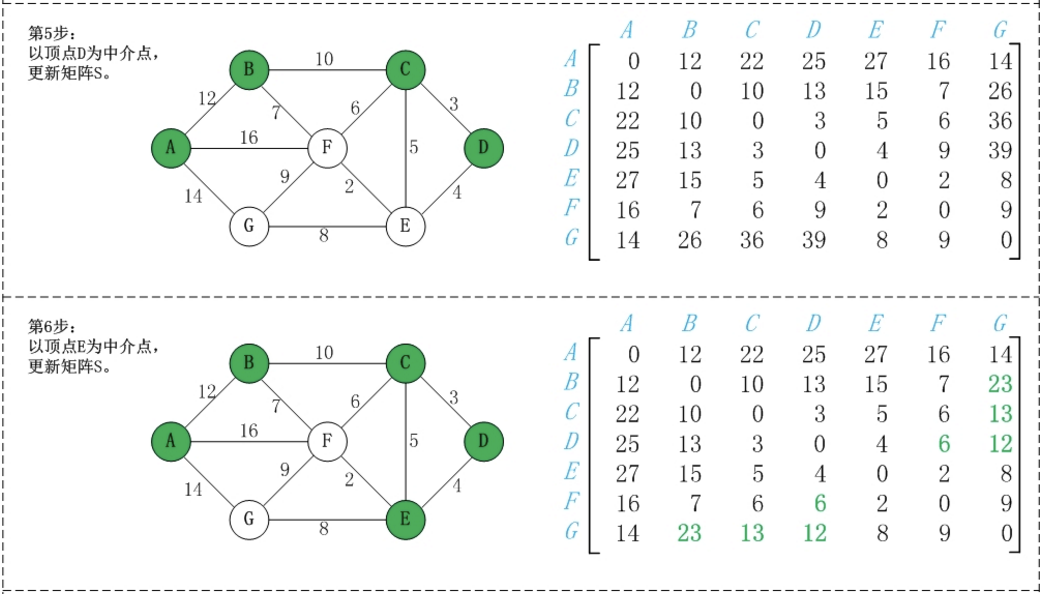 第5步：
以顶点D为中介点，
更新矩阵S。
B
10
C
12
7
6
3
A
16
F
5
D
14
9
2
4
G
8
E
A B C D E F G
A 0 12 22 25 27 16 14
B 12 0 10 13 15 7 26
C 22 10 0 3 5 6 36
D 25 13 3 0 4 9 39
E 27 15 5 4 0 2 8
F 16 7 6 9 2 0 9
G 14 26 36 39 8 9 0
第6步：
以顶点E为中介点，
更新矩阵S。
B
10
C
12
7
6
3
A
16
F
5
D
14
9
2
4
G
8
E
A B C D E F G
A 0 12 22 25 27 16 14
B 12 0 10 13 15 7 23
C 22 10 0 3 5 6 13
D 25 13 3 0 4 6 12
E 27 15 5 4 0 2 8
F 16 7 6 6 2 0 9
G 14 23 13 12 8 9 0